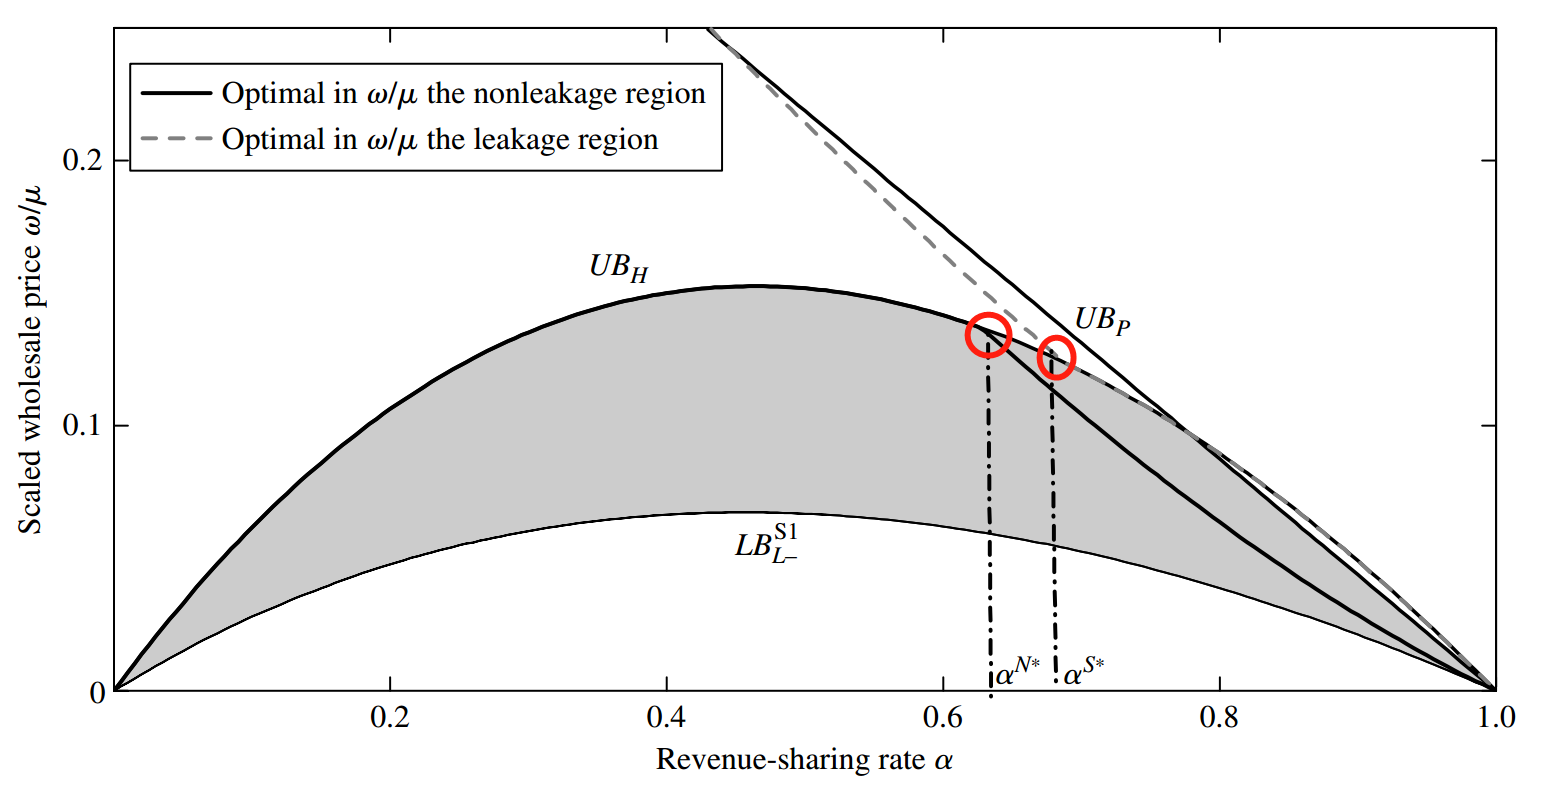 Optimal in ω/μ the nonleakage region
Optimal in ω/μ the leakage region
0.2
0.1
0
Scaled wholesale price ω/μ
UB_H
UB_P
LB_{L–}^{S1}
α^{N*}
α^{S*}
0.2 0.4 0.6 0.8 1.0
Revenue-sharing rate α